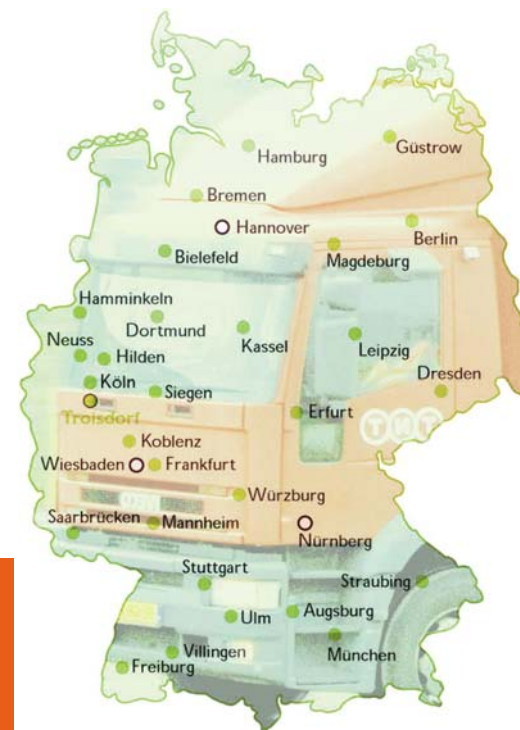 Hamburg
Güstrow
Bremen
Hannover
Berlin
Bielefeld
Magdeburg
Hamminkeln
Dortmund
Kassel
Leipzig
Neuss
Hilden
Köln
Siegen
Dresden
Troisdorf
Erfurt
TNT
Koblenz
Wiesbaden
Frankfurt
Würzburg
Saarbrücken
Mannheim
Nürnberg
Stuttgart
Straubing
Ulm
Augsburg
Villingen
München
Freiburg